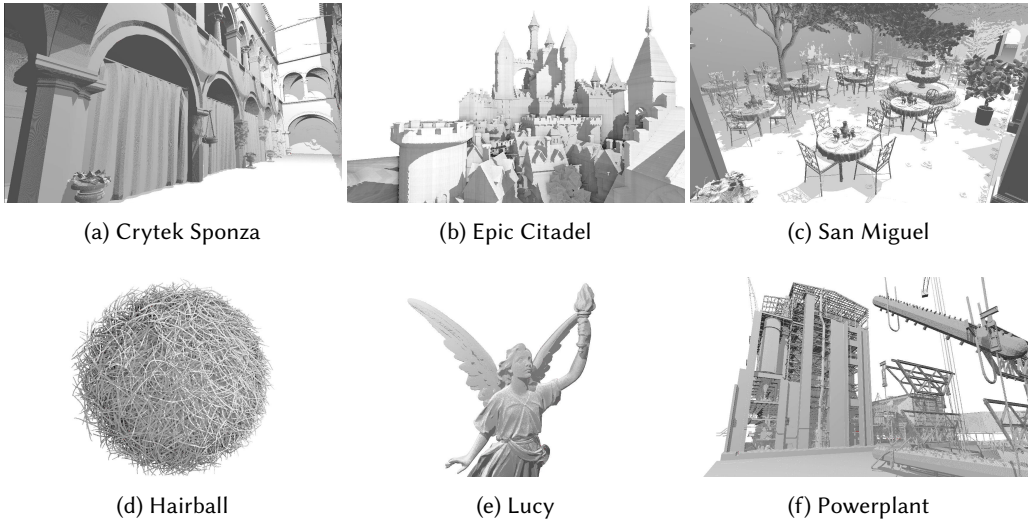 (a) Crytek Sponza
(b) Epic Citadel
(c) San Miguel
(d) Hairball
(e) Lucy
(f) Powerplant